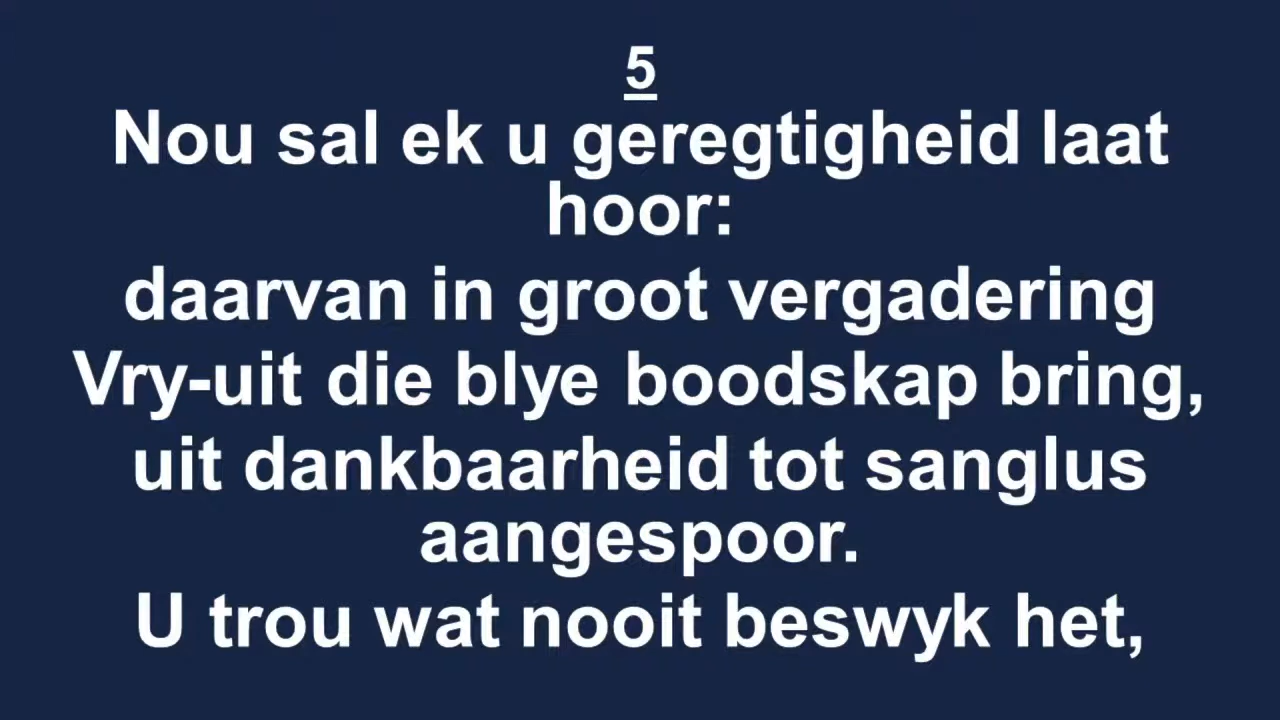 5
Nou sal ek u geregtigheid laat
hoor:
daarvan in groot vergadering
Vry-uit die blye boodskap bring,
uit dankbaarheid tot sanglus
aangespoor.
U trou wat nooit beswyk het,